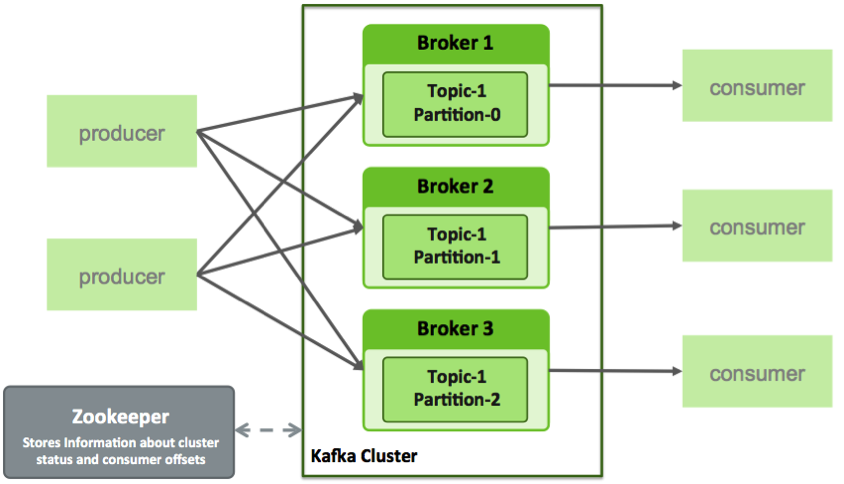 producer
producer
Zookeeper
Stores Information about cluster
status and consumer offsets
Broker 1
Topic-1
Partition-0
Broker 2
Topic-1
Partition-1
Broker 3
Topic-1
Partition-2
Kafka Cluster
consumer
consumer
consumer